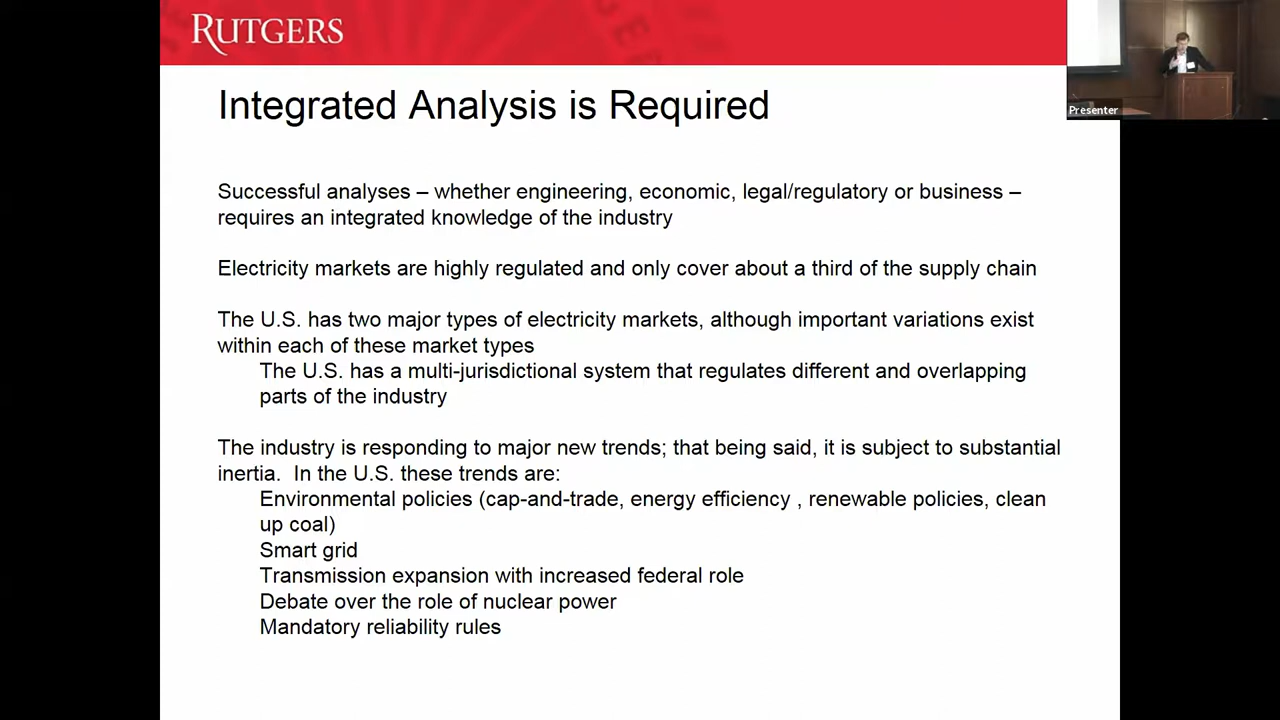 RUTGERS
Presenter
Integrated Analysis is Required
Successful analyses – whether engineering, economic, legal/regulatory or business –
requires an integrated knowledge of the industry
Electricity markets are highly regulated and only cover about a third of the supply chain
The U.S. has two major types of electricity markets, although important variations exist
within each of these market types
The U.S. has a multi-jurisdictional system that regulates different and overlapping
parts of the industry
The industry is responding to major new trends; that being said, it is subject to substantial
inertia.  In the U.S. these trends are:
Environmental policies (cap-and-trade, energy efficiency , renewable policies, clean
up coal)
Smart grid
Transmission expansion with increased federal role
Debate over the role of nuclear power
Mandatory reliability rules